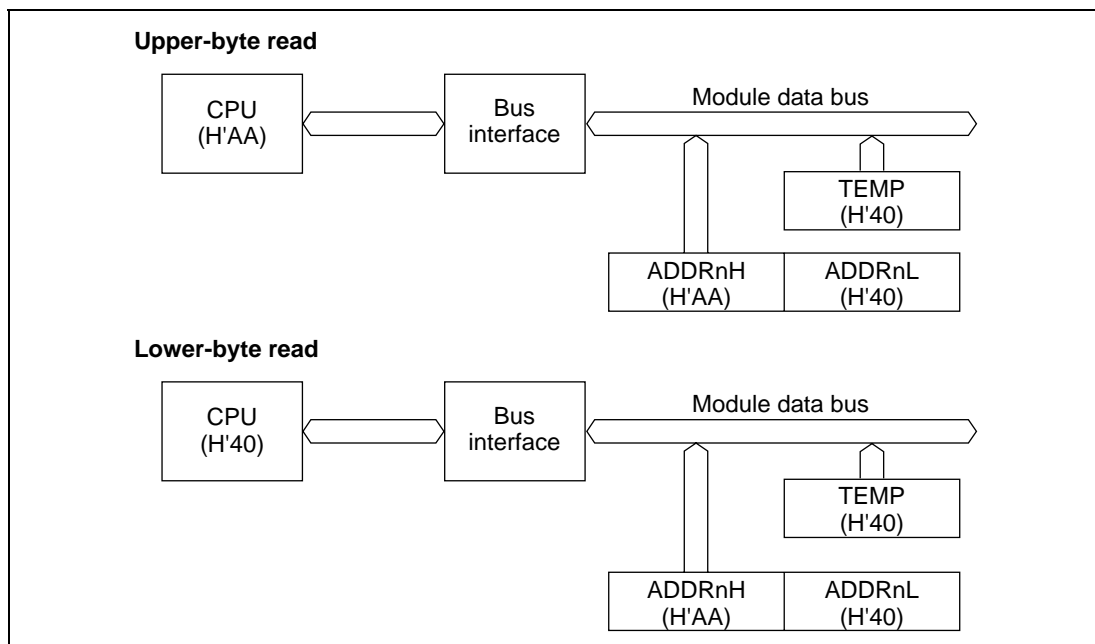 Upper-byte read
CPU
(H'AA)
Bus
interface
Module data bus
TEMP
(H'40)
ADDRnH
(H'AA)
ADDRnL
(H'40)
Lower-byte read
CPU
(H'40)
Bus
interface
Module data bus
TEMP
(H'40)
ADDRnH
(H'AA)
ADDRnL
(H'40)